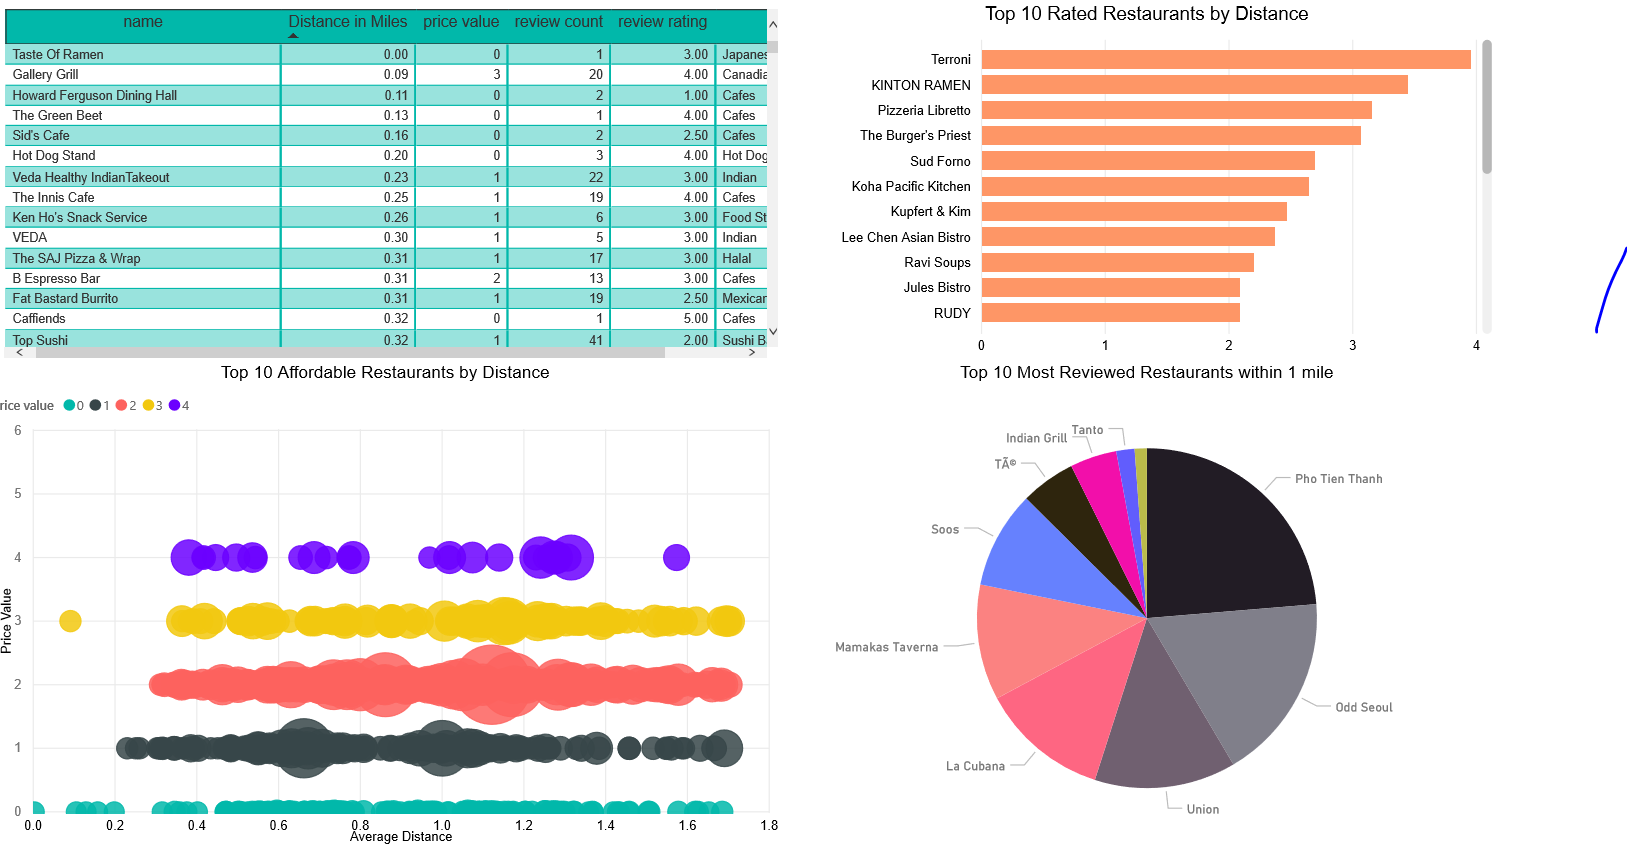 name Distance in Miles price value review count review rating
Taste Of Ramen 0.00 0 1 3.00 Japanes
Gallery Grill 0.09 3 20 4.00 Canadia
Howard Ferguson Dining Hall 0.11 0 2 1.00 Cafes
The Green Beet 0.13 0 1 4.00 Cafes
Sid's Cafe 0.16 0 2 2.50 Cafes
Hot Dog Stand 0.20 0 3 4.00 Hot Dog
Veda Healthy IndianTakeout 0.23 1 22 3.00 Indian
The Innis Cafe 0.25 1 19 4.00 Cafes
Ken Ho's Snack Service 0.26 1 6 3.00 Food St
VEDA 0.30 1 5 3.00 Indian
The SAJ Pizza & Wrap 0.31 1 17 3.00 Halal
B Espresso Bar 0.31 2 13 3.00 Cafes
Fat Bastard Burrito 0.31 1 19 2.50 Mexican
Caffiends 0.32 0 1 5.00 Cafes
Top Sushi 0.32 1 41 2.00 Sushi B
Top 10 Rated Restaurants by Distance
Terroni
KINTON RAMEN
Pizzeria Libretto
The Burger's Priest
Sud Forno
Koha Pacific Kitchen
Kupfert & Kim
Lee Chen Asian Bistro
Ravi Soups
Jules Bistro
RUDY
0 1 2 3 4
Top 10 Affordable Restaurants by Distance
rice value 0 1 2 3 4
Price Value
6
5
4
3
2
1
0
0.0 0.2 0.4 0.6 0.8 1.0 1.2 1.4 1.6 1.8
Average Distance
Top 10 Most Reviewed Restaurants within 1 mile
Tanto
Indian Grill
TÃ©
Soos
Mamakas Taverna
La Cubana
Union
Odd Seoul
Pho Tien Thanh